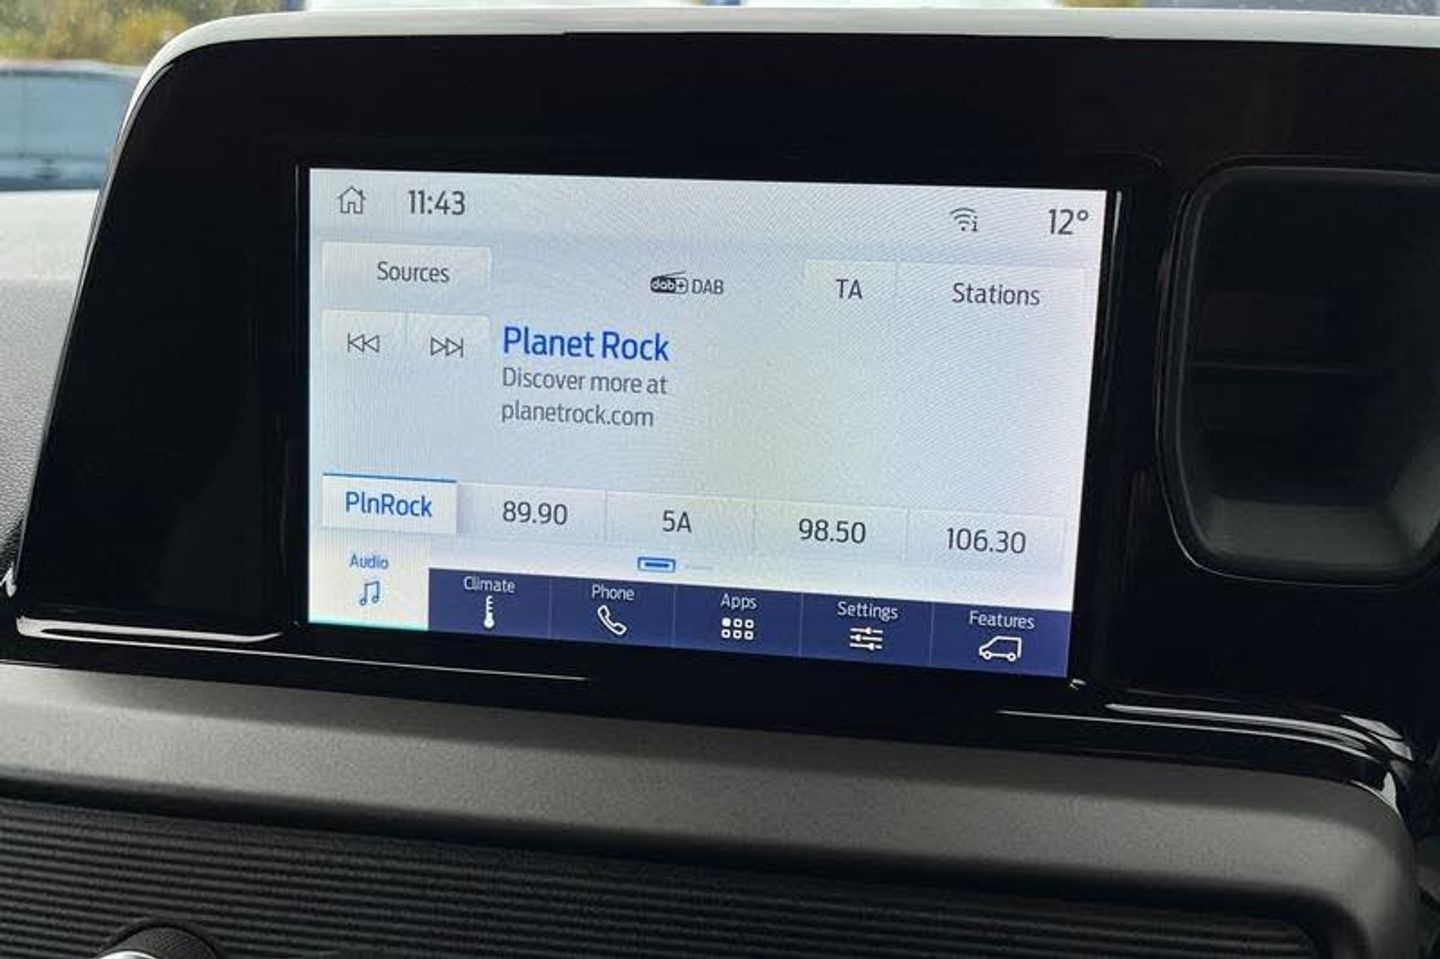 11:43
12°
Sources
dab+ DAB
TA
Stations
Planet Rock
Discover more at
planetrock.com
PlnRock
89.90
5A
98.50
106.30
Audio
Climate
Phone
Apps
Settings
Features